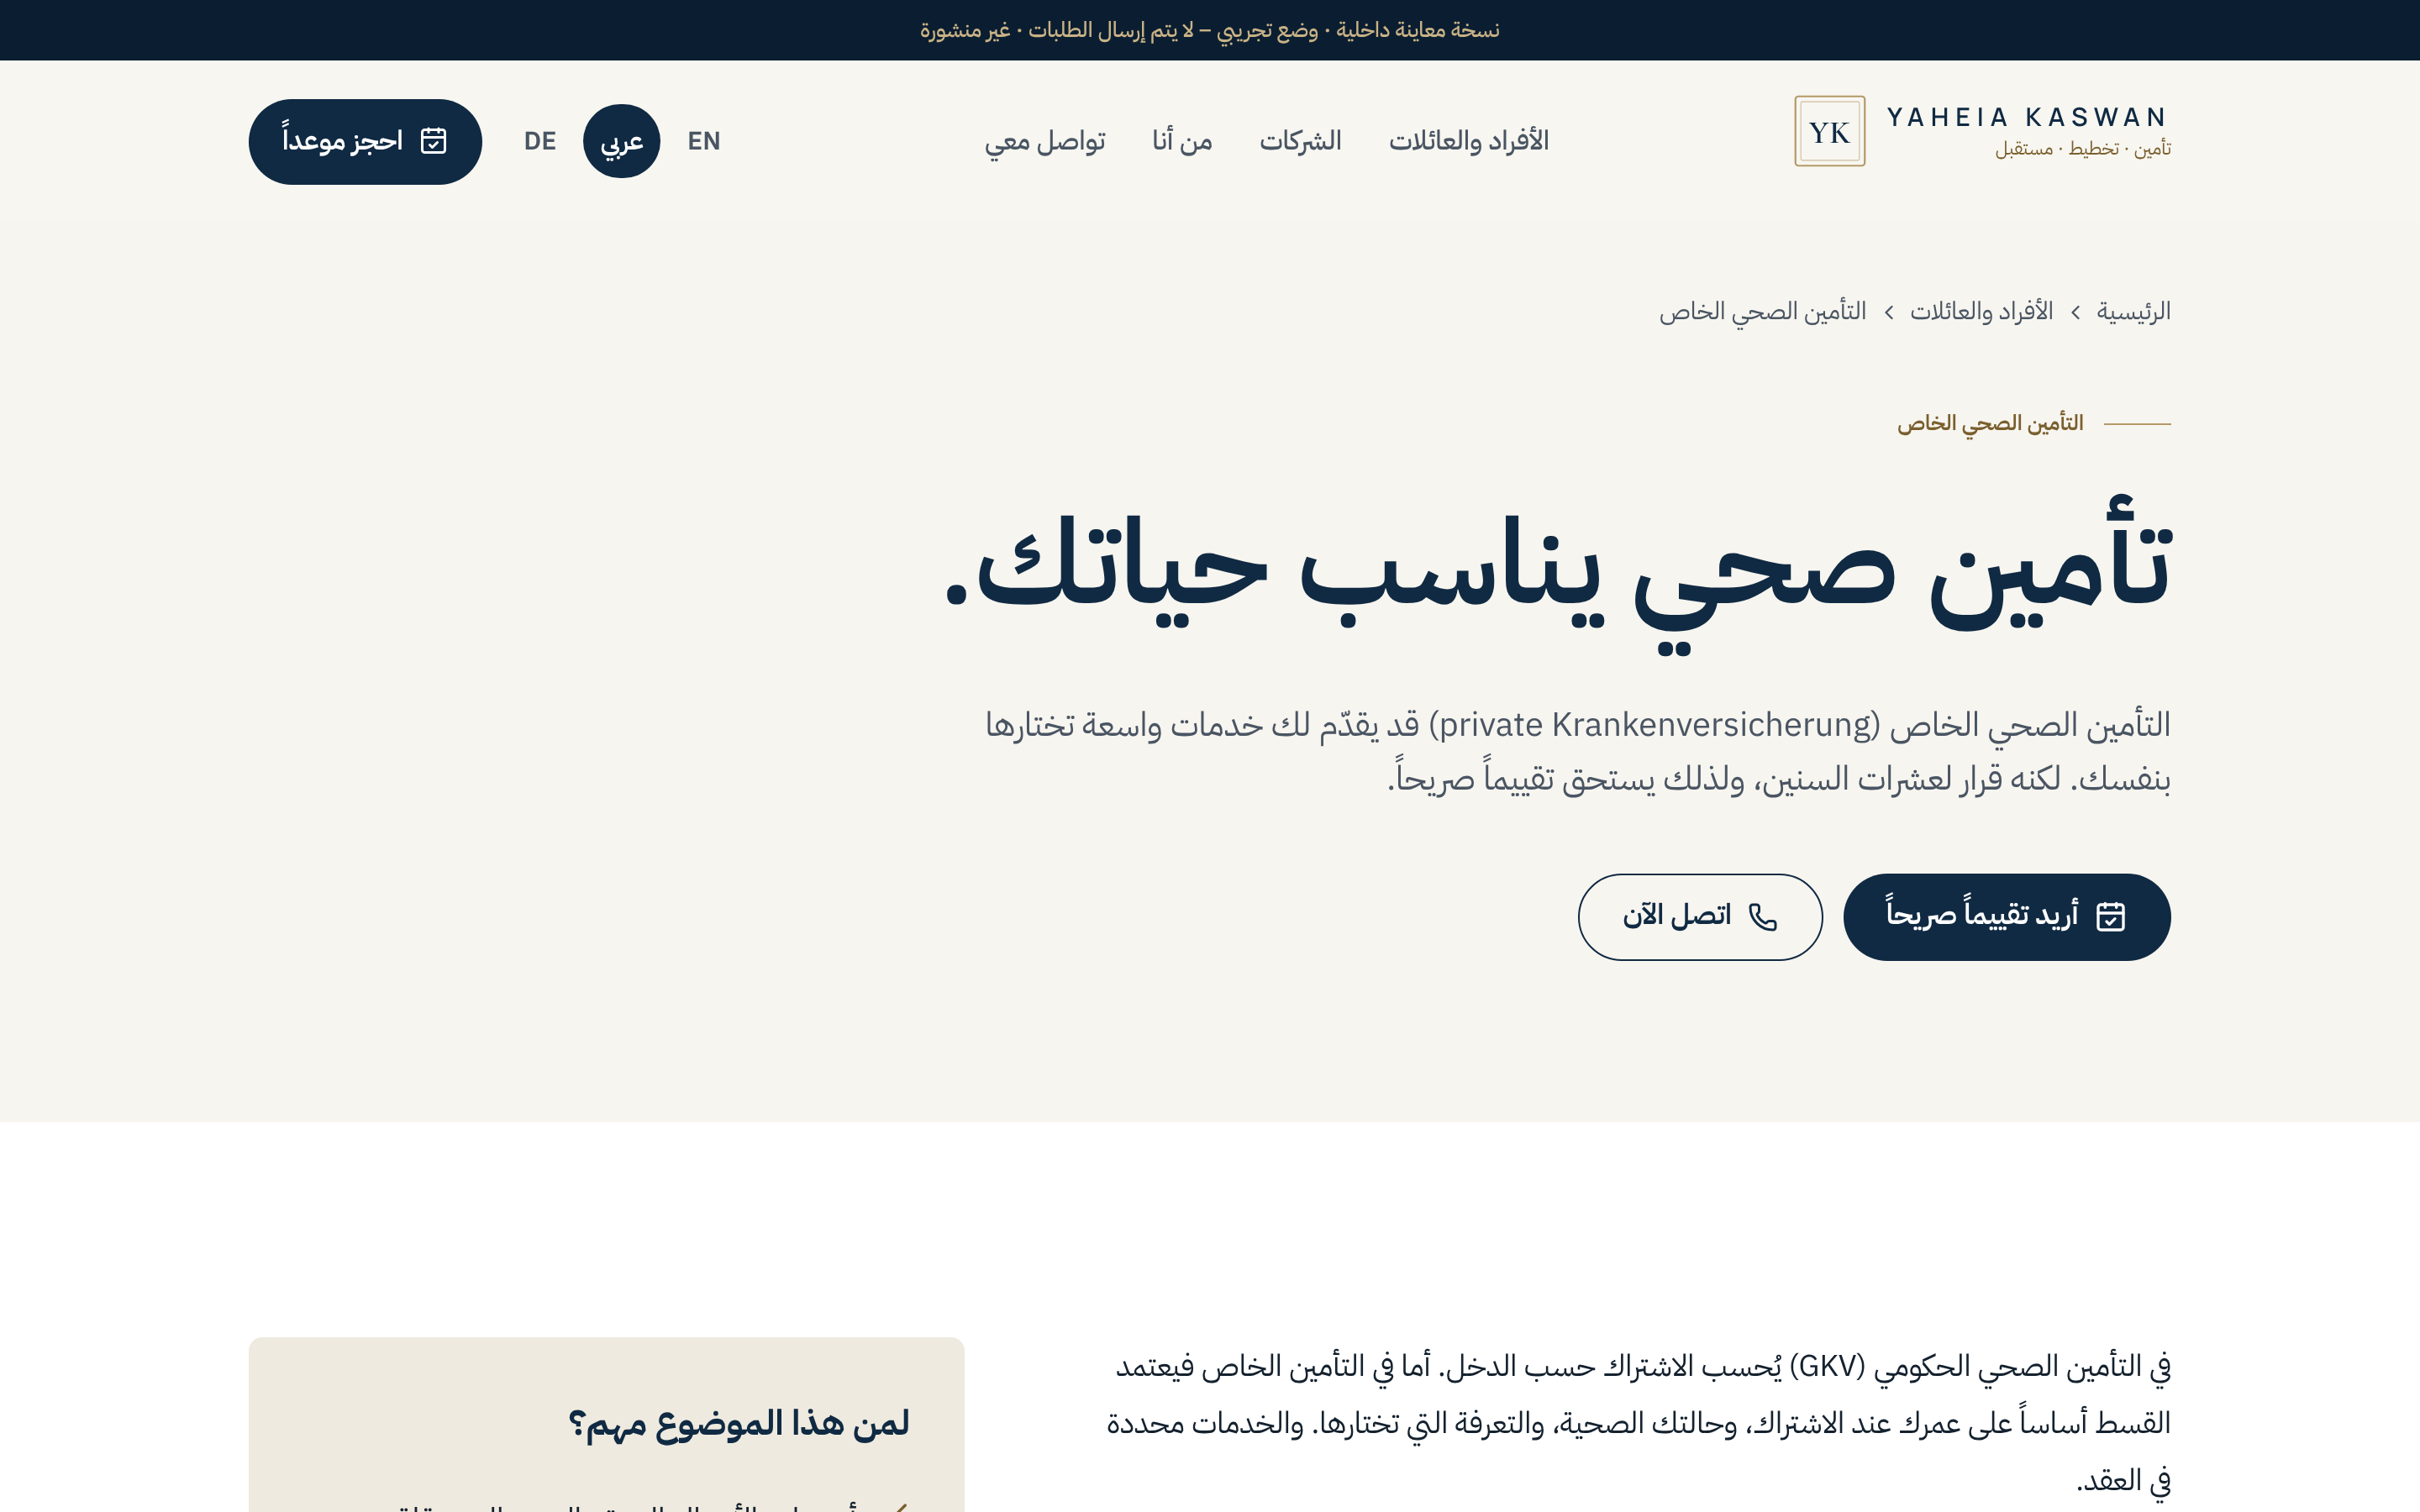 نسخة معاينة داخلية · وضع تجريبي – لا يتم إرسال الطلبات · غير منشورة
YAHEIA KASWAN
تأمين · تخطيط · مستقبل
YK
الأفراد والعائلات
الشركات
من أنا
تواصل معي
EN
عربي
DE
احجز موعداً
الرئيسية
الأفراد والعائلات
التأمين الصحي الخاص
التأمين الصحي الخاص
تأمين صحي يناسب حياتك.
التأمين الصحي الخاص (private Krankenversicherung) قد يقدّم لك خدمات واسعة تختارها
بنفسك. لكنه قرار لعشرات السنين، ولذلك يستحق تقييماً صريحاً.
أريد تقييماً صريحاً
اتصل الآن
في التأمين الصحي الحكومي (GKV) يُحسب الاشتراك حسب الدخل. أما في التأمين الخاص فيعتمد
القسط أساساً على عمرك عند الاشتراك، وحالتك الصحية، والتعرفة التي تختارها. والخدمات محددة
في العقد.
لمن هذا الموضوع مهم؟